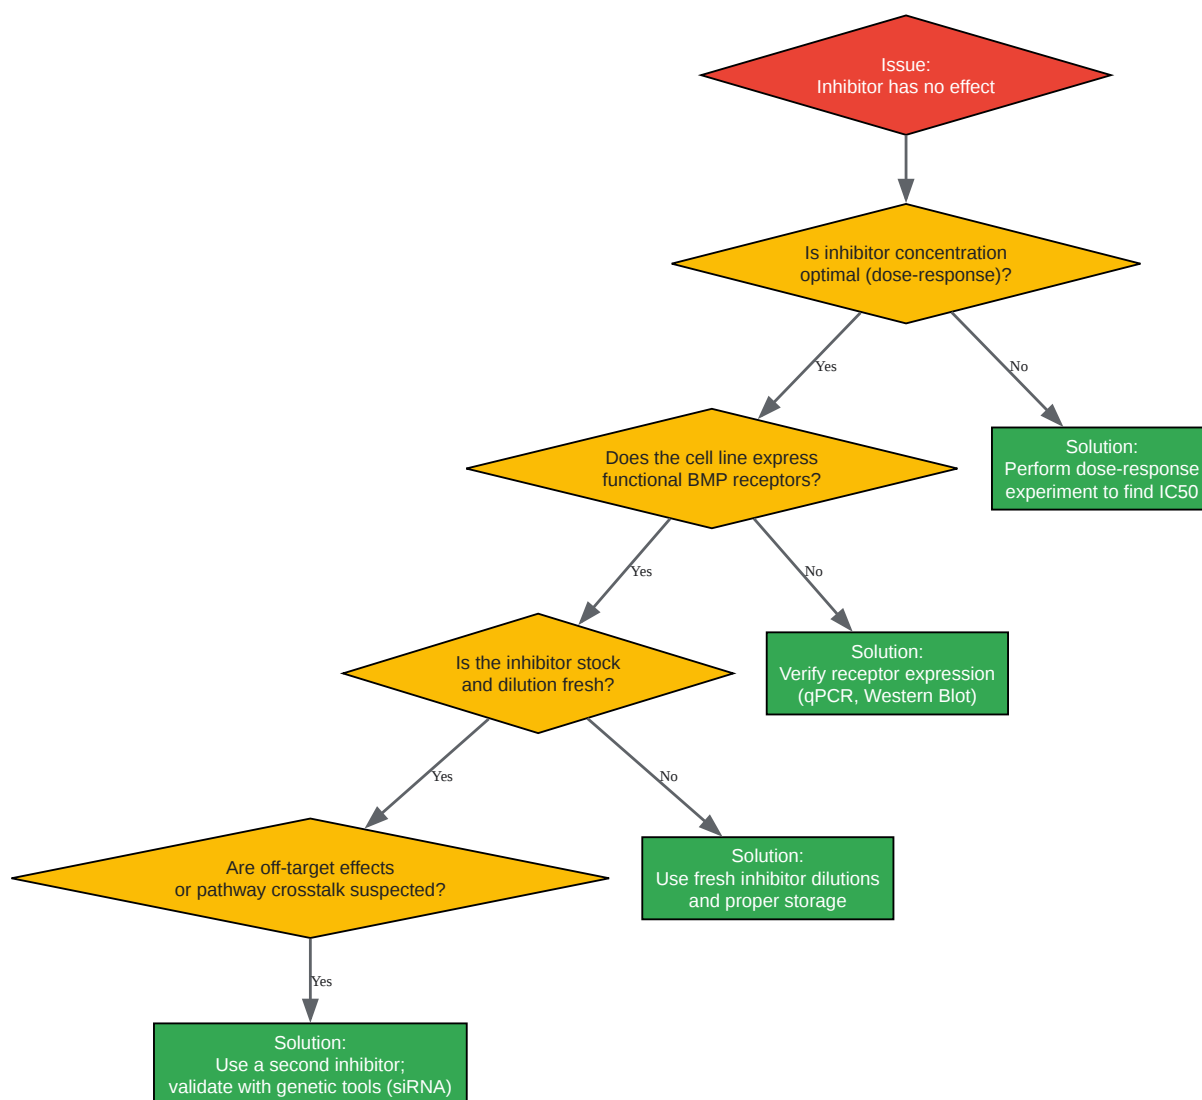 Issue:
Inhibitor has no effect
Is inhibitor concentration
optimal (dose-response)?
Yes
No
Does the cell line express
functional BMP receptors?
Solution:
Perform dose-response
experiment to find IC50
Yes
No
Is the inhibitor stock
and dilution fresh?
Solution:
Verify receptor expression
(qPCR, Western Blot)
Yes
No
Are off-target effects
or pathway crosstalk suspected?
Solution:
Use fresh inhibitor dilutions
and proper storage
Yes
Solution:
Use a second inhibitor;
validate with genetic tools (siRNA)